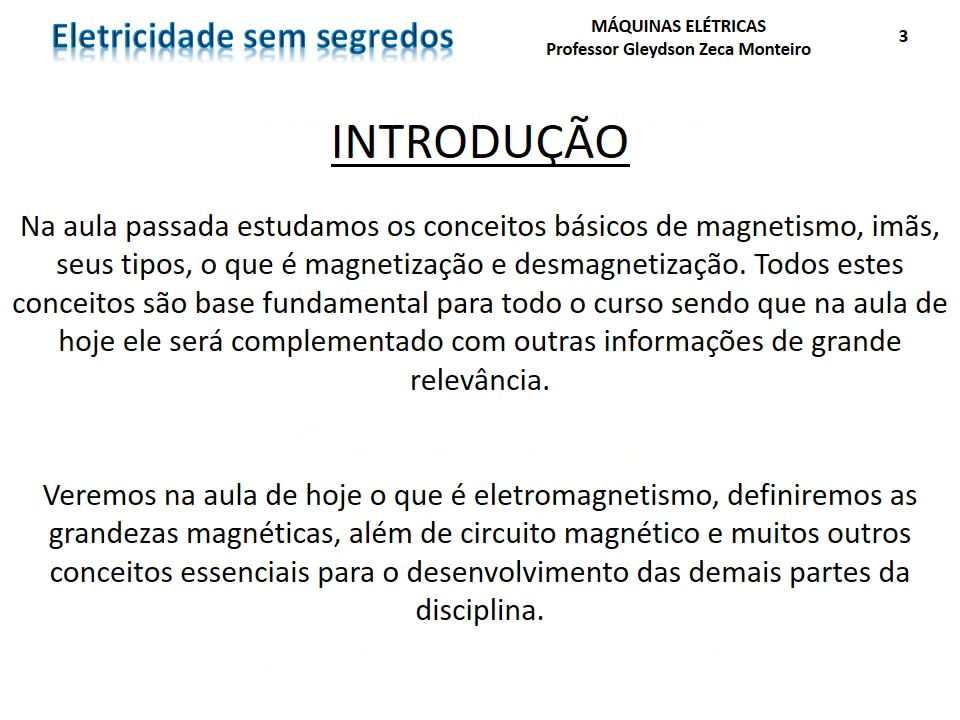 Eletricidade sem segredos
MÁQUINAS ELÉTRICAS
Professor Gleydson Zeca Monteiro
3
INTRODUÇÃO
Na aula passada estudamos os conceitos básicos de magnetismo, imãs,
seus tipos, o que é magnetização e desmagnetização. Todos estes
conceitos são base fundamental para todo o curso sendo que na aula de
hoje ele será complementado com outras informações de grande
relevância.
Veremos na aula de hoje o que é eletromagnetismo, definiremos as
grandezas magnéticas, além de circuito magnético e muitos outros
conceitos essenciais para o desenvolvimento das demais partes da
disciplina.